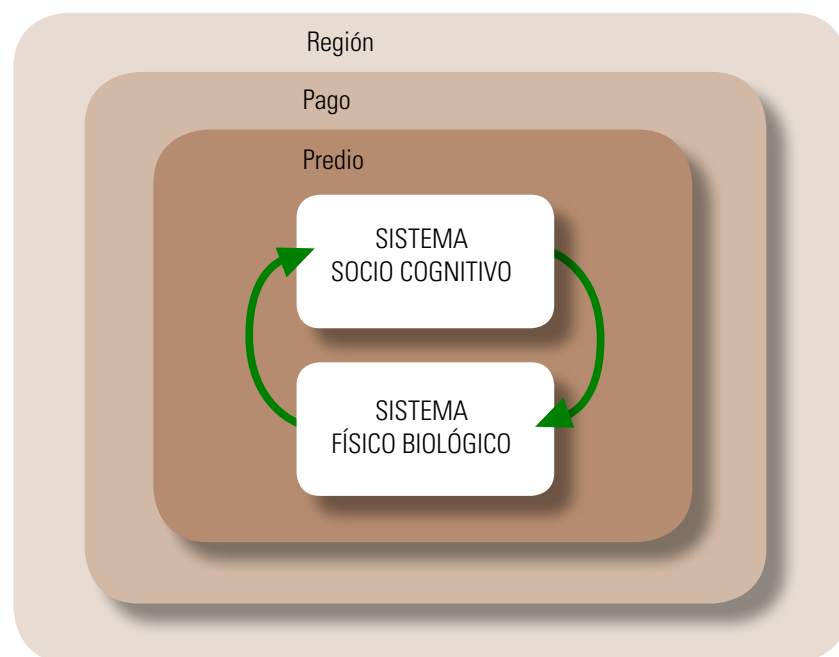 Región
Pago
Predio
SISTEMA
SOCIO COGNITIVO
SISTEMA
FÍSICO BIOLÓGICO